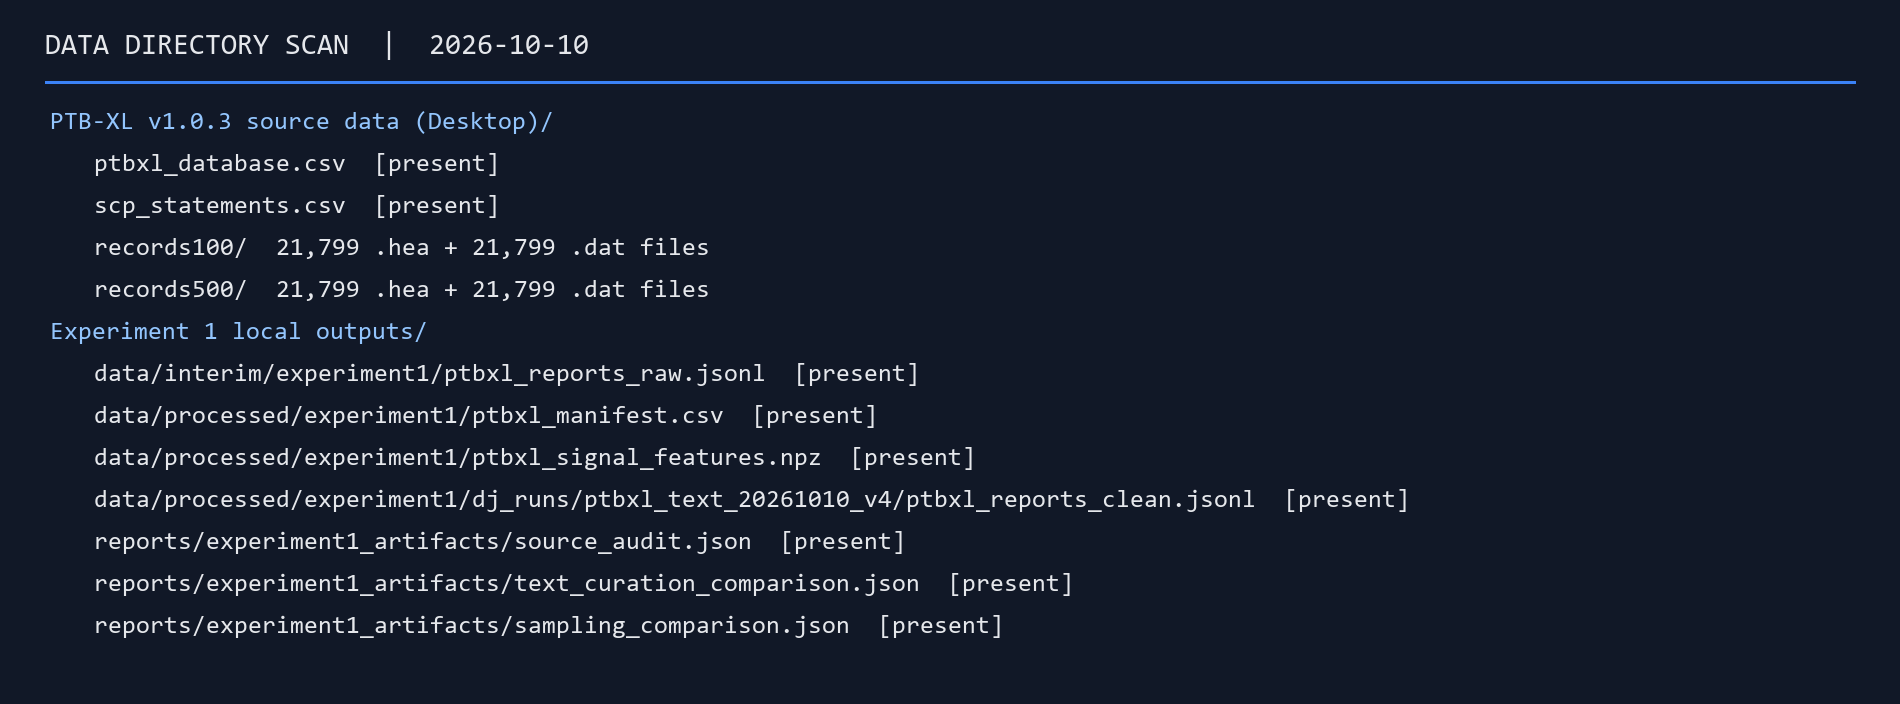 DATA DIRECTORY SCAN | 2026-10-10
PTB-XL v1.0.3 source data (Desktop)/
ptbxl_database.csv [present]
scp_statements.csv [present]
records100/ 21,799 .hea + 21,799 .dat files
records500/ 21,799 .hea + 21,799 .dat files
Experiment 1 local outputs/
data/interim/experiment1/ptbxl_reports_raw.jsonl [present]
data/processed/experiment1/ptbxl_manifest.csv [present]
data/processed/experiment1/ptbxl_signal_features.npz [present]
data/processed/experiment1/dj_runs/ptbxl_text_20261010_v4/ptbxl_reports_clean.jsonl [present]
reports/experiment1_artifacts/source_audit.json [present]
reports/experiment1_artifacts/text_curation_comparison.json [present]
reports/experiment1_artifacts/sampling_comparison.json [present]